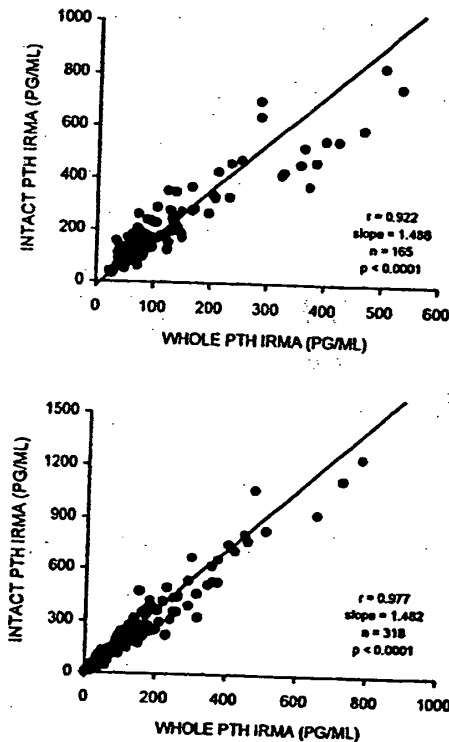 1000
800
600
400
200
0
INTACT PTH IRMA (PG/ML)
r = 0.922
slope = 1.488
n = 165
p < 0.0001
0 100 200 300 400 500 600
WHOLE PTH IRMA (PG/ML)
1500
1200
900
600
300
0
INTACT PTH IRMA (PG/ML)
r = 0.977
slope = 1.482
n = 318
p < 0.0001
0 200 400 600 800 1000
WHOLE PTH IRMA (PG/ML)